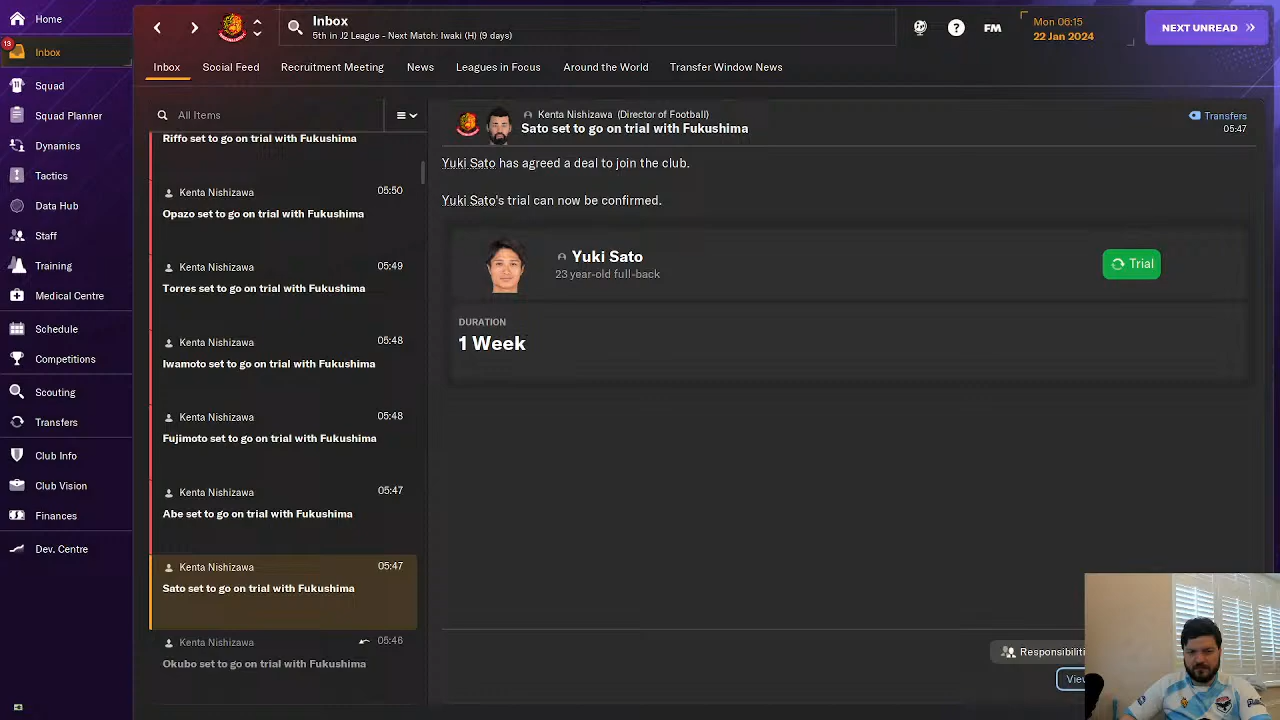 Home
Inbox
5th in J2 League - Next Match: Iwaki (H) (9 days)
FM
Mon 06:15
22 Jan 2024
NEXT UNREAD
13
Inbox
Squad
Squad Planner
Dynamics
Tactics
Data Hub
Staff
Training
Medical Centre
Schedule
Competitions
Scouting
Transfers
Club Info
Club Vision
Finances
Dev. Centre
Inbox
Social Feed
Recruitment Meeting
News
Leagues in Focus
Around the World
Transfer Window News
All Items
Riffo set to go on trial with Fukushima
Kenta Nishizawa
05:50
Opazo set to go on trial with Fukushima
Kenta Nishizawa
05:49
Torres set to go on trial with Fukushima
Kenta Nishizawa
05:48
Iwamoto set to go on trial with Fukushima
Kenta Nishizawa
05:48
Fujimoto set to go on trial with Fukushima
Kenta Nishizawa
05:47
Abe set to go on trial with Fukushima
Kenta Nishizawa
05:47
Sato set to go on trial with Fukushima
Kenta Nishizawa
05:46
Okubo set to go on trial with Fukushima
Kenta Nishizawa (Director of Football)
Sato set to go on trial with Fukushima
Transfers
05:47
Yuki Sato has agreed a deal to join the club.
Yuki Sato's trial can now be confirmed.
Yuki Sato
23 year-old full-back
Trial
DURATION
1 Week
Responsibiliti
View